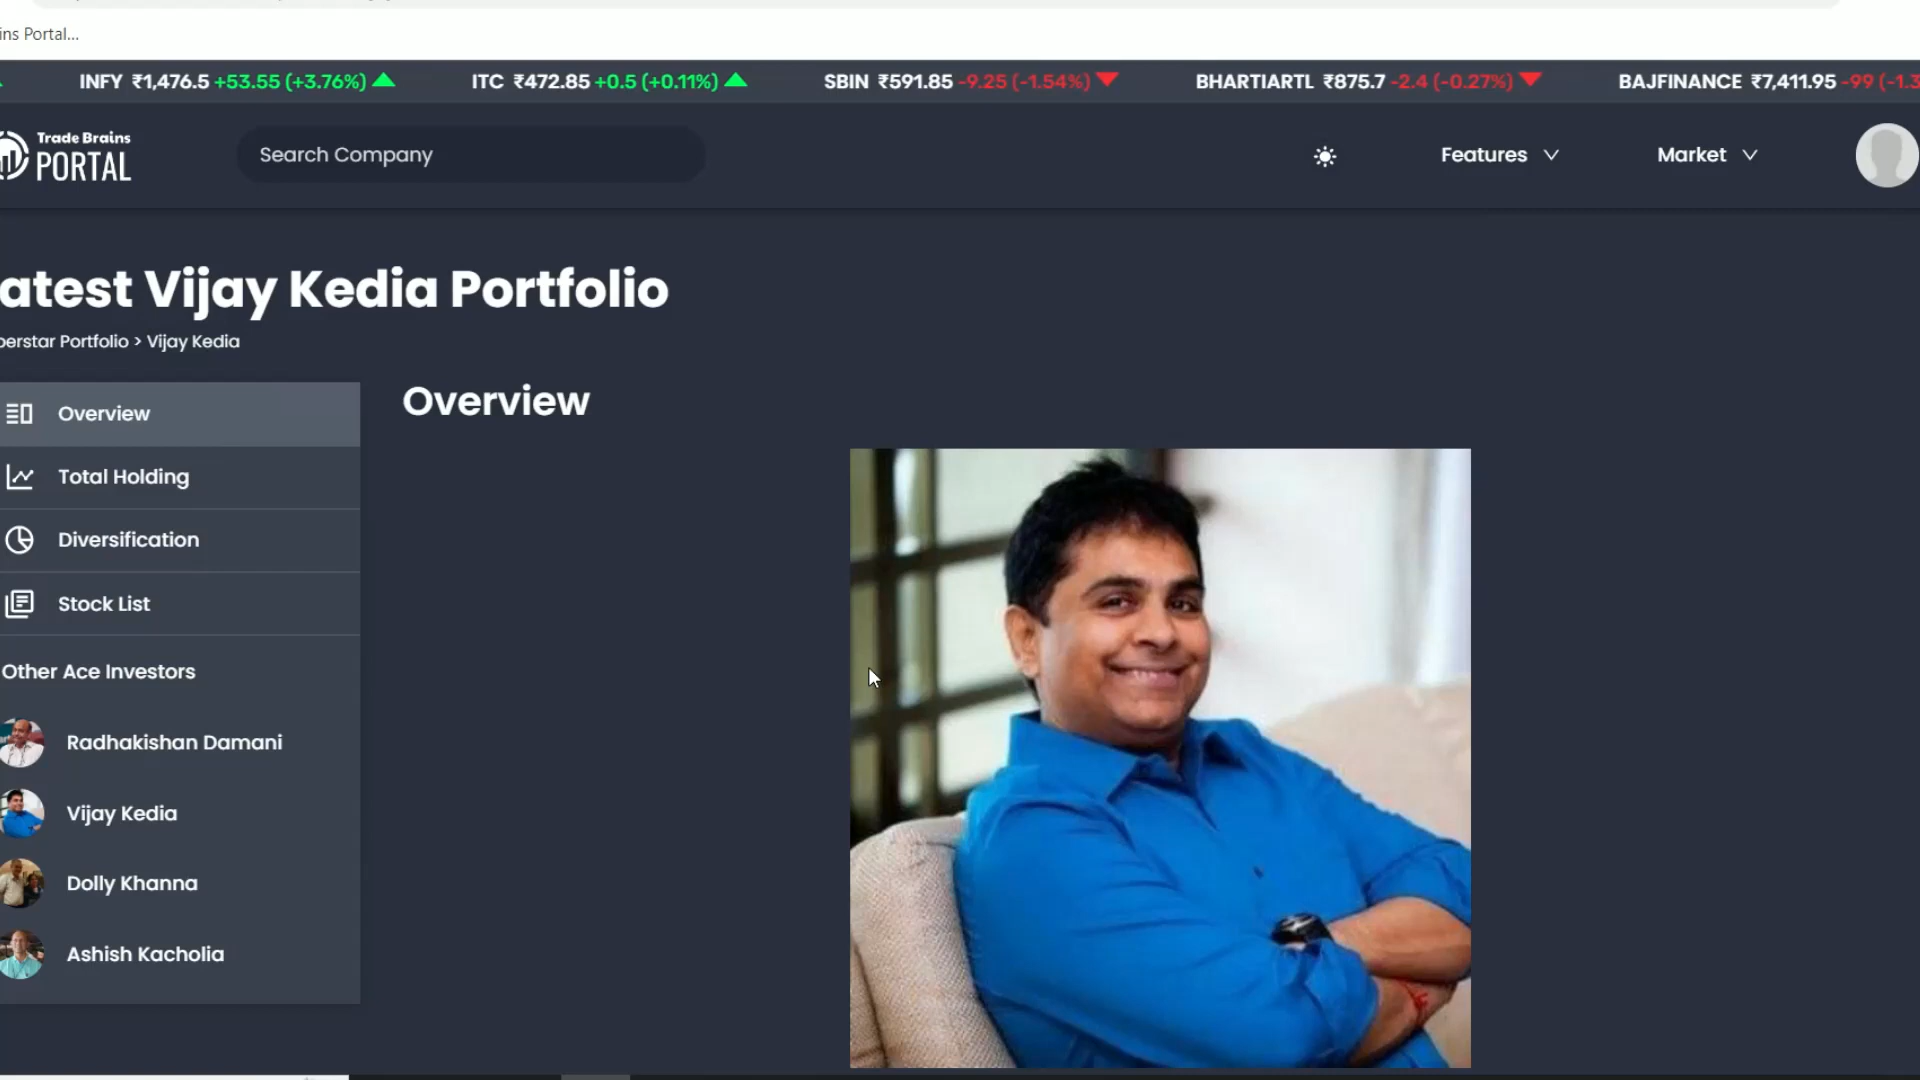 ins Portal...
INFY ₹1,476.5 +53.55 (+3.76%) ITC ₹472.85 +0.5 (+0.11%) SBIN ₹591.85 -9.25 (-1.54%) BHARTIARTL ₹875.7 -2.4 (-0.27%) BAJFINANCE ₹7,411.95 -99 (-1.3
Trade Brains
PORTAL
Search Company
Features
Market
atest Vijay Kedia Portfolio
perstar Portfolio > Vijay Kedia
Overview
Total Holding
Diversification
Stock List
Other Ace Investors
Radhakishan Damani
Vijay Kedia
Dolly Khanna
Ashish Kacholia
Overview